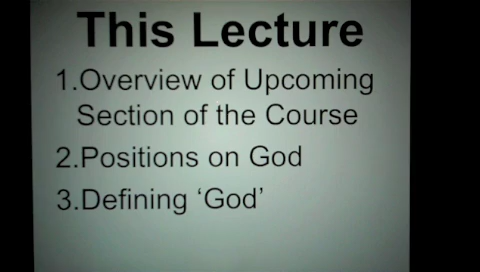 This Lecture
1.Overview of Upcoming
Section of the Course
2.Positions on God
3.Defining ‘God’